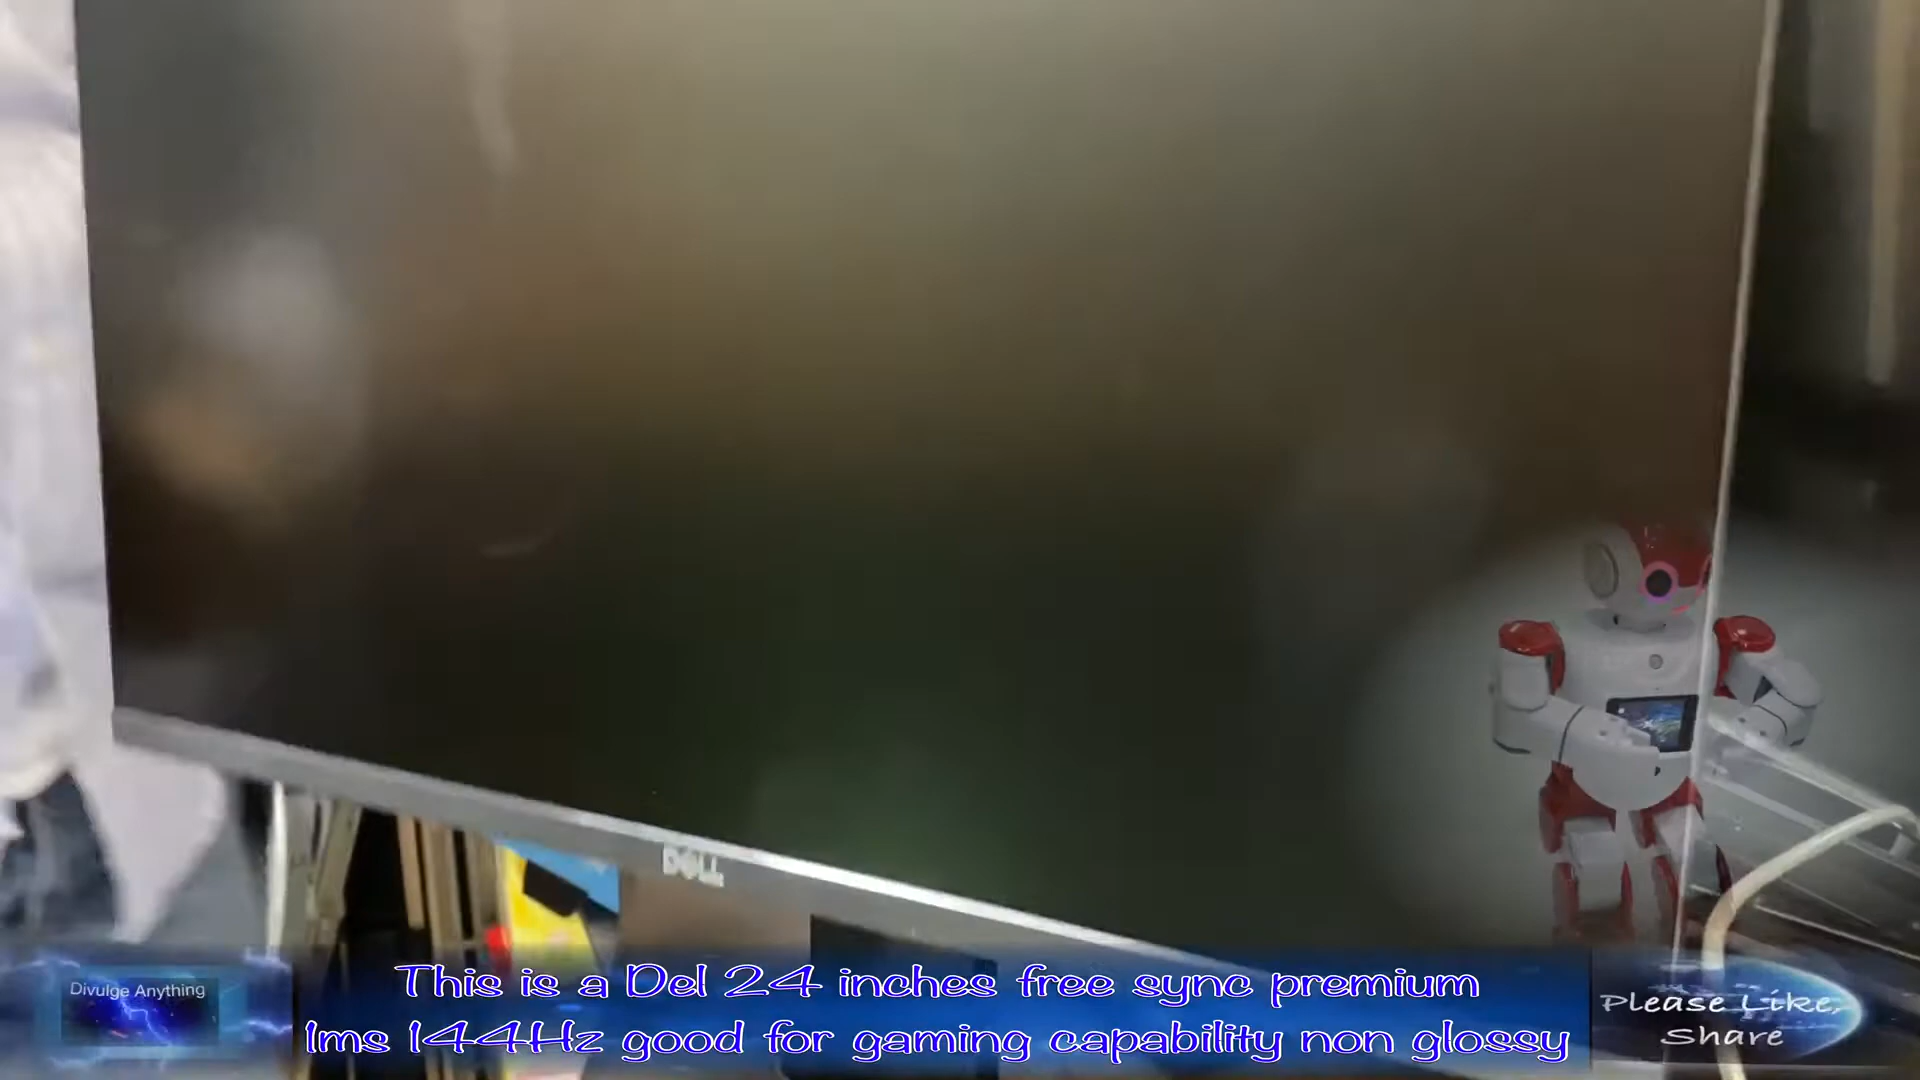 DELL
Divulge Anything
This is a Del 24 inches free sync premium
1ms 144Hz good for gaming capability non glossy
Please Like,
Share